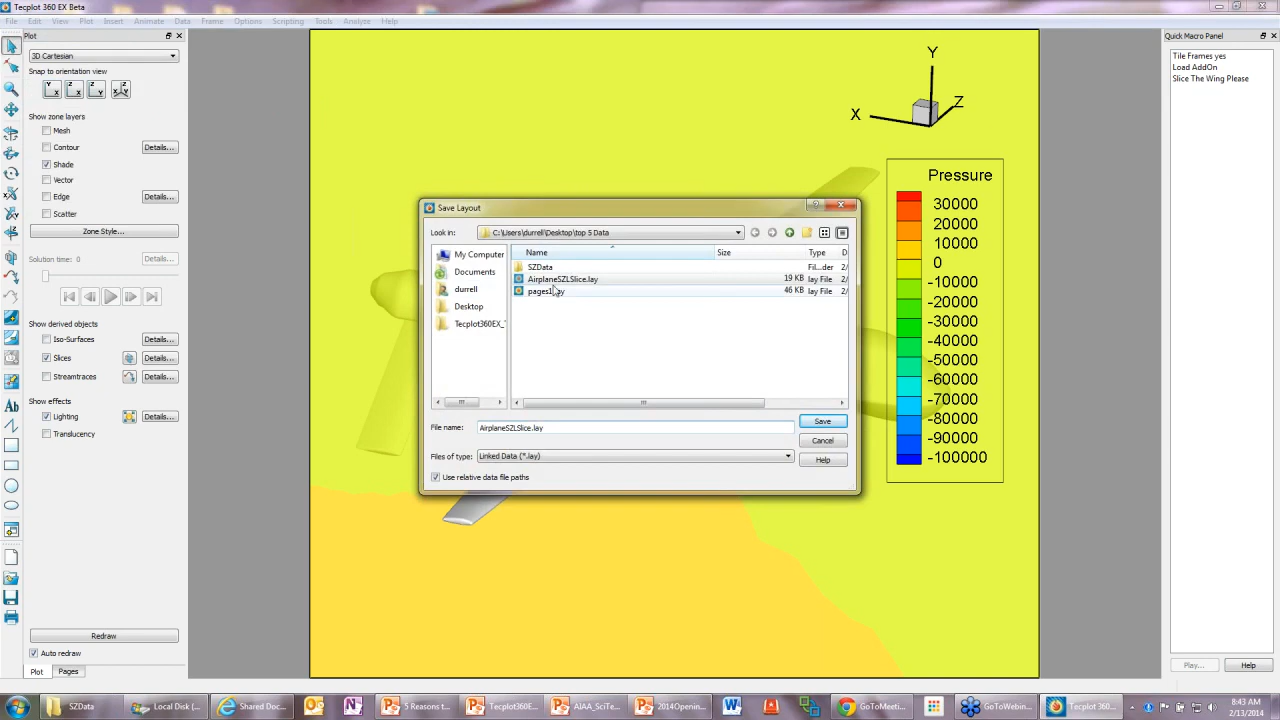 Tecplot 360 EX Beta
File Edit View Plot Insert Animate Data Frame Options Scripting Tools Analyze Help
Plot
3D Cartesian
Snap to orientation view
Show zone layers
Mesh
Contour Details...
Shade
Vector
Edge Details...
Scatter
Zone Style...
Solution time: 0 Details...
Show derived objects
Iso-Surfaces Details...
Slices Details...
Streamtraces Details...
Show effects
Lighting Details...
Translucency
Redraw
Auto redraw
Plot Pages
Y
X
Z
Pressure
30000
20000
10000
0
-10000
-20000
-30000
-40000
-50000
-60000
-70000
-80000
-90000
-100000
Save Layout
Look in: C:\Users\durrell\Desktop\top 5 Data
My Computer
Documents
durrell
Desktop
Tecplot360EX_
Name Size Type D
SZData Fil...der 2/
AirplaneSZLSlice.lay 19 KB lay File 2/
46 KB lay File 2/
File name: AirplaneSZLSlice.lay Save
Cancel
Files of type: Linked Data (*.lay) Help
Use relative data file paths
Quick Macro Panel
Tile Frames yes
Load AddOn
Slice The Wing Please
Play... Help
SZData Local Disk (... Shared Doc... 5 Reasons t... Tecplot360E... AIAA_SciTe... 2014Openin... GoToMeeti... GoToWebin... Tecplot 360...
8:43 AM
2/13/2014